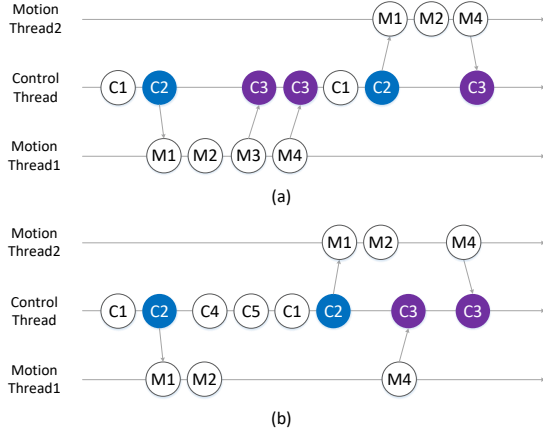 Motion
Thread2
M1 M2 M4
Control
Thread
C1 C2 C3 C3 C1 C2 C3
Motion
Thread1
M1 M2 M3 M4
(a)
Motion
Thread2
M1 M2 M4
Control
Thread
C1 C2 C4 C5 C1 C2 C3 C3
Motion
Thread1
M1 M2 M4
(b)